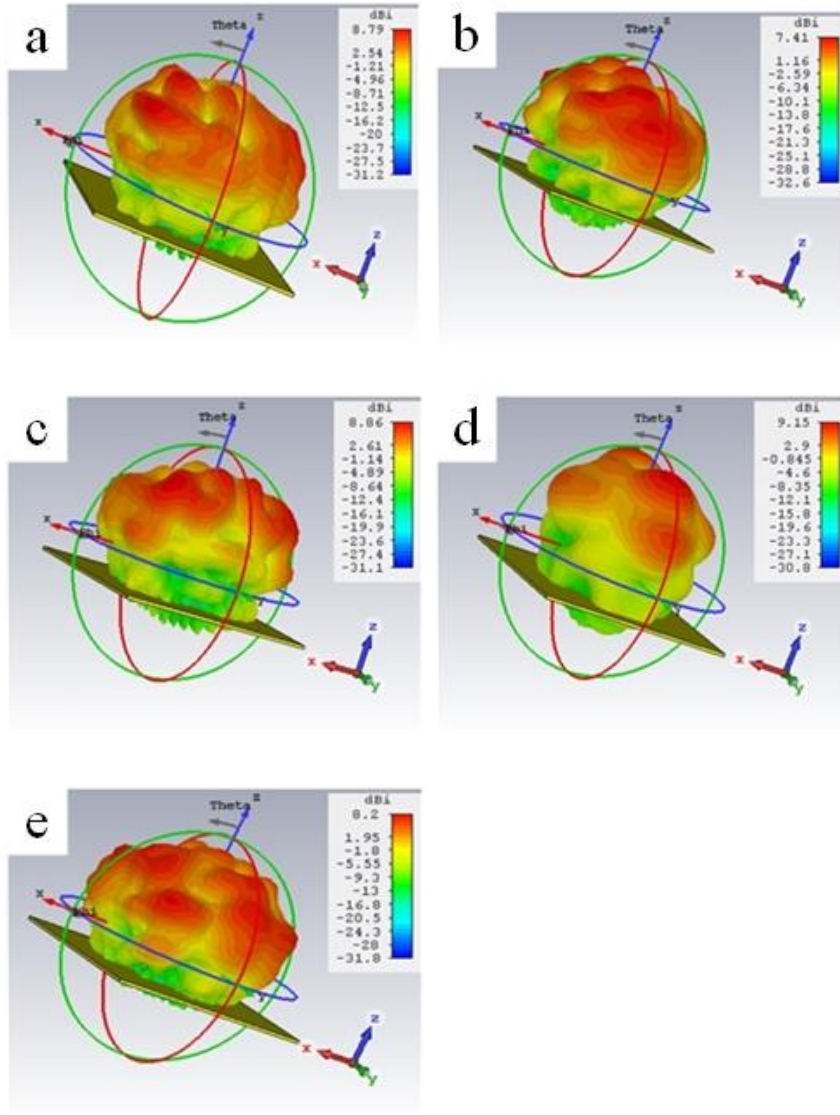 a
Theta
z
x
Phi
y
dBi
8.79
2.54
-1.21
-4.96
-8.71
-12.5
-16.2
-20
-23.7
-27.5
-31.2
x
z
y
b
Theta
z
x
y
dBi
7.41
1.16
-2.59
-6.34
-10.1
-13.8
-17.6
-21.3
-25.1
-28.8
-32.6
x
z
y
c
Theta
z
x
Phi
y
dBi
8.86
2.61
-1.14
-4.89
-8.64
-12.4
-16.1
-19.9
-23.6
-27.4
-31.1
x
z
y
d
Theta
z
x
Phi
y
dBi
9.15
2.9
-0.845
-4.6
-8.35
-12.1
-15.8
-19.6
-23.3
-27.1
-30.8
x
z
y
e
Theta
z
x
Phi
y
dBi
8.2
1.95
-1.8
-5.55
-9.3
-13
-16.8
-20.5
-24.3
-28
-31.8
x
z
y